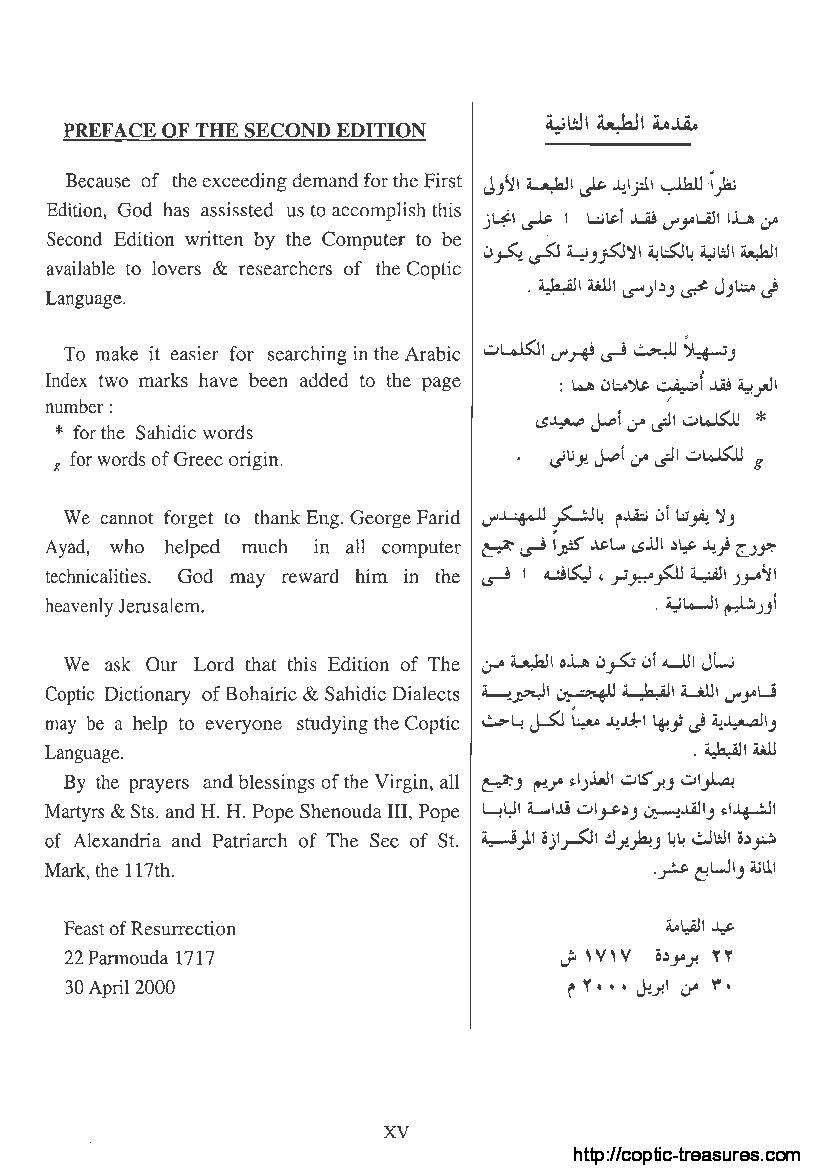 PREFACE OF THE SECOND EDITION
Because of the exceeding demand for the First
Edition, God has assissted us to accomplish this
Second Edition written by the Computer to be
available to lovers & researchers of the Coptic
Language.
To make it easier for searching in the Arabic
Index two marks have been added to the page
number :
* for the Sahidic words
g for words of Greec origin.
We cannot forget to thank Eng. George Farid
Ayad, who helped much in all computer
technicalities. God may reward him in the
heavenly Jerusalem.
We ask Our Lord that this Edition of The
Coptic Dictionary of Bohairic & Sahidic Dialects
may be a help to everyone studying the Coptic
Language.
By the prayers and blessings of the Virgin, all
Martyrs & Sts. and H. H. Pope Shenouda III, Pope
of Alexandria and Patriarch of The See of St.
Mark, the 117th.
Feast of Resurrection
22 Parmouda 1717
30 April 2000
مقدمة الطبعة الثانية
نظراً للطلب المتزايد على الطبعة الأولى
من هذا القاموس فقد أعاننا ا على انجاز
الطبعة الثانية بالكتابة الالكترونية لكى يكون
فى متناول محبى ودارسى اللغة القبطية .
وتسهيلاً للبحث فى فهرس الكلمات
العربية فقد أُضيفت علامتان هما :
* للكلمات التى من أصل صعيدى
g للكلمات التى من أصل يونانى .
ولا يفوتنا أن نتقدم بالشكر للمهندس
جورج فريد عياد الذى ساعد كثيراً فى جميع
الأمور الفنية للكومبيوتر ، ليكافئه ا فى
أورشليم السمائية .
نسأل الله أن تكون هذه الطبعة من
قاموس اللغة القبطية للهجتين البحيرية
والصعيدية فى ثوبها الجديد معيناً لكل باحث
للغة القبطية .
بصلوات وبركات العذراء مريم وجميع
الشهداء والقديسين ودعوات قداسة البابا
شنودة الثالث بابا وبطريرك الكرازة المرقسية
المائة والسابع عشر.
عيد القيامة
٢٢ برمودة ١٧١٧ ش
٣٠ من ابريل ٢٠٠٠ م
XV
http://coptic-treasures.com